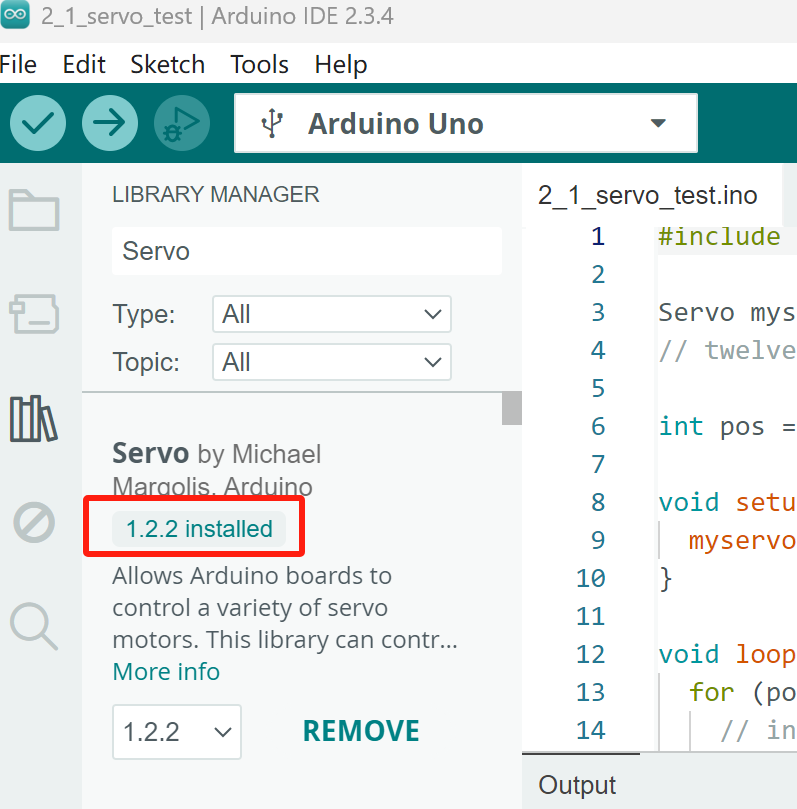 2_1_servo_test | Arduino IDE 2.3.4
File Edit Sketch Tools Help
Arduino Uno
LIBRARY MANAGER
Servo
Type: All
Topic: All
Servo by Michael
Margolis, Arduino
1.2.2 installed
Allows Arduino boards to
control a variety of servo
motors. This library can contr...
More info
1.2.2 REMOVE
2_1_servo_test.ino
1 #include
2
3 Servo mys
4 // twelve
5
6 int pos =
7
8 void setu
9 myservo
10 }
11
12 void loop
13 for (po
14 // in
Output